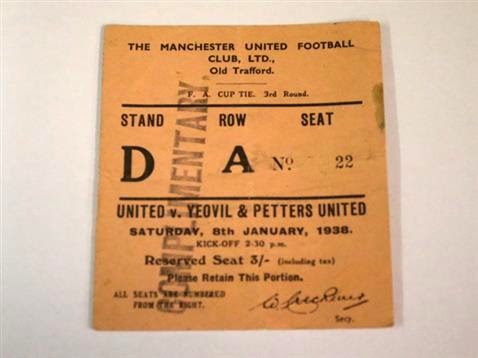 THE MANCHESTER UNITED FOOTBALL
CLUB, LTD.,
Old Trafford.
F. A. CUP TIE. 3rd Round.
STAND ROW SEAT
D A No 22
COMPLIMENTARY.
UNITED v. YEOVIL & PETTERS UNITED
SATURDAY, 8th JANUARY, 1938.
KICK-OFF 2-30 p.m.
Reserved Seat 3/- (including tax)
Please Retain This Portion.
ALL SEATS ARE NUMBERED
FROM THE RIGHT.
Secy.